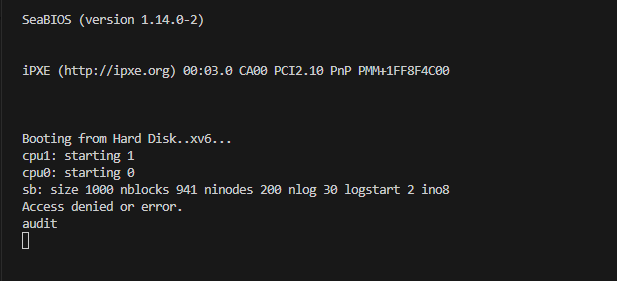 SeaBIOS (version 1.14.0-2)
iPXE (http://ipxe.org) 00:03.0 CA00 PCI2.10 PnP PMM+1FF8F4C00
Booting from Hard Disk..xv6...
cpu1: starting 1
cpu0: starting 0
sb: size 1000 nblocks 941 ninodes 200 nlog 30 logstart 2 ino8
Access denied or error.
audit